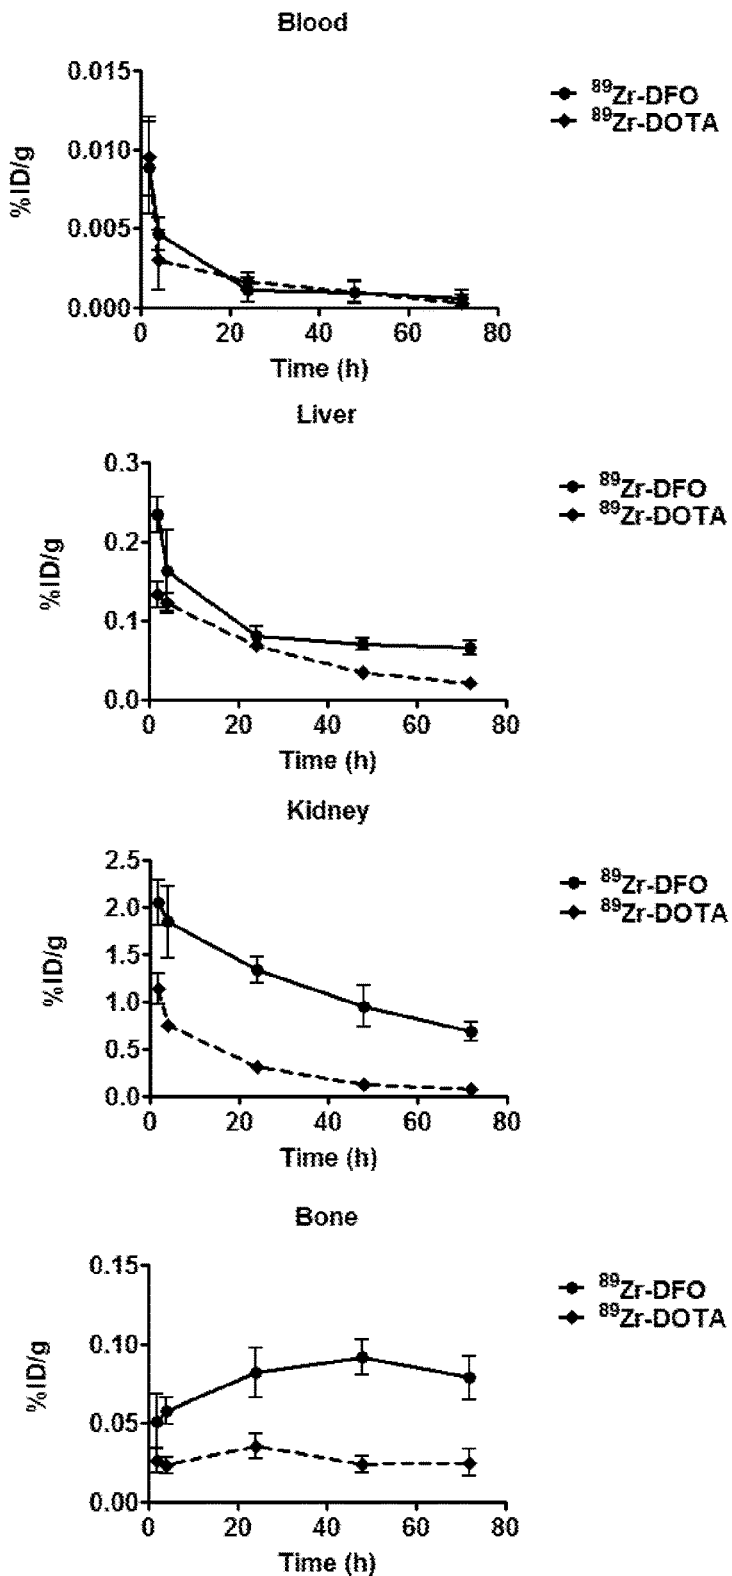 Blood
0.015
0.010
0.005
0.000
%ID/g
0 20 40 60 80
Time (h)
⁸⁹Zr-DFO
⁸⁹Zr-DOTA
Liver
0.3
0.2
0.1
0.0
%ID/g
0 20 40 60 80
Time (h)
⁸⁹Zr-DFO
⁸⁹Zr-DOTA
Kidney
2.5
2.0
1.5
1.0
0.5
0.0
%ID/g
0 20 40 60 80
Time (h)
⁸⁹Zr-DFO
⁸⁹Zr-DOTA
Bone
0.15
0.10
0.05
0.00
%ID/g
0 20 40 60 80
Time (h)
⁸⁹Zr-DFO
⁸⁹Zr-DOTA